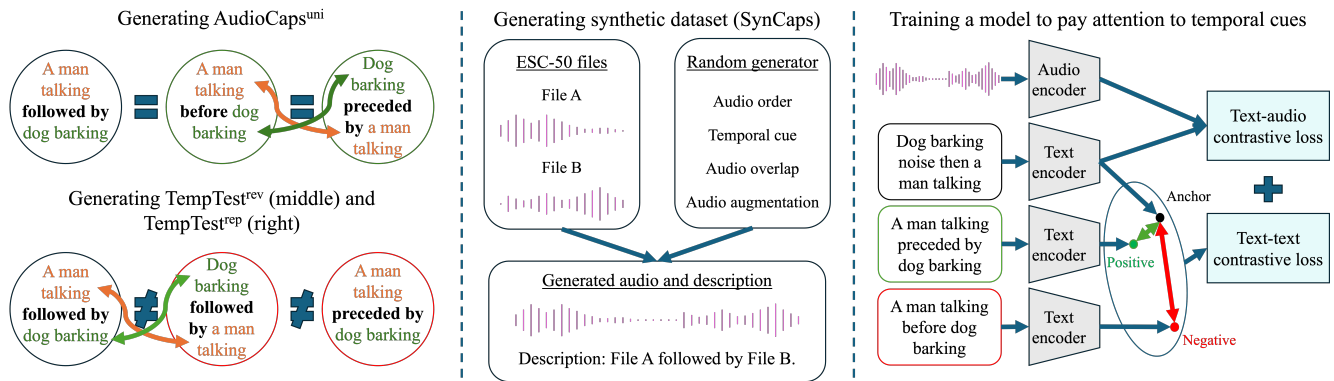 Generating AudioCaps^uni
A man
talking
followed by
dog barking
A man
talking
before dog
barking
Dog
barking
preceded
by a man
talking
Generating TempTest^rev (middle) and
TempTest^rep (right)
A man
talking
followed by
dog barking
Dog
barking
followed
by a man
talking
A man
talking
preceded by
dog barking
Generating synthetic dataset (SynCaps)
ESC-50 files
File A
File B
Random generator
Audio order
Temporal cue
Audio overlap
Audio augmentation
Generated audio and description
Description: File A followed by File B.
Training a model to pay attention to temporal cues
Audio
encoder
Dog barking
noise then a
man talking
Text
encoder
A man talking
preceded by
dog barking
Text
encoder
A man talking
before dog
barking
Text
encoder
Anchor
Positive
Negative
Text-audio
contrastive loss
Text-text
contrastive loss